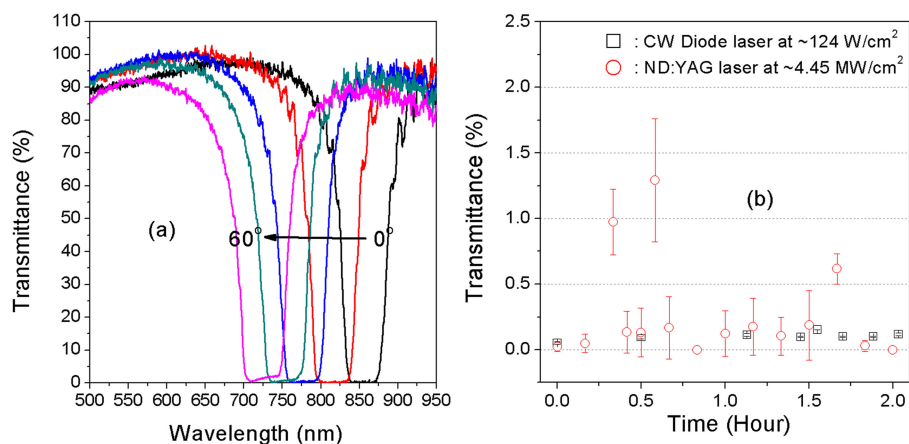 110
100
90
80
70
60
50
40
30
20
10
0
Transmittance (%)
(a)
60° 0°
500 550 600 650 700 750 800 850 900 950
Wavelength (nm)
2.5
2.0
1.5
1.0
0.5
0.0
Transmittance (%)
: CW Diode laser at ~124 W/cm²
: ND:YAG laser at ~4.45 MW/cm²
(b)
0.0 0.5 1.0 1.5 2.0
Time (Hour)